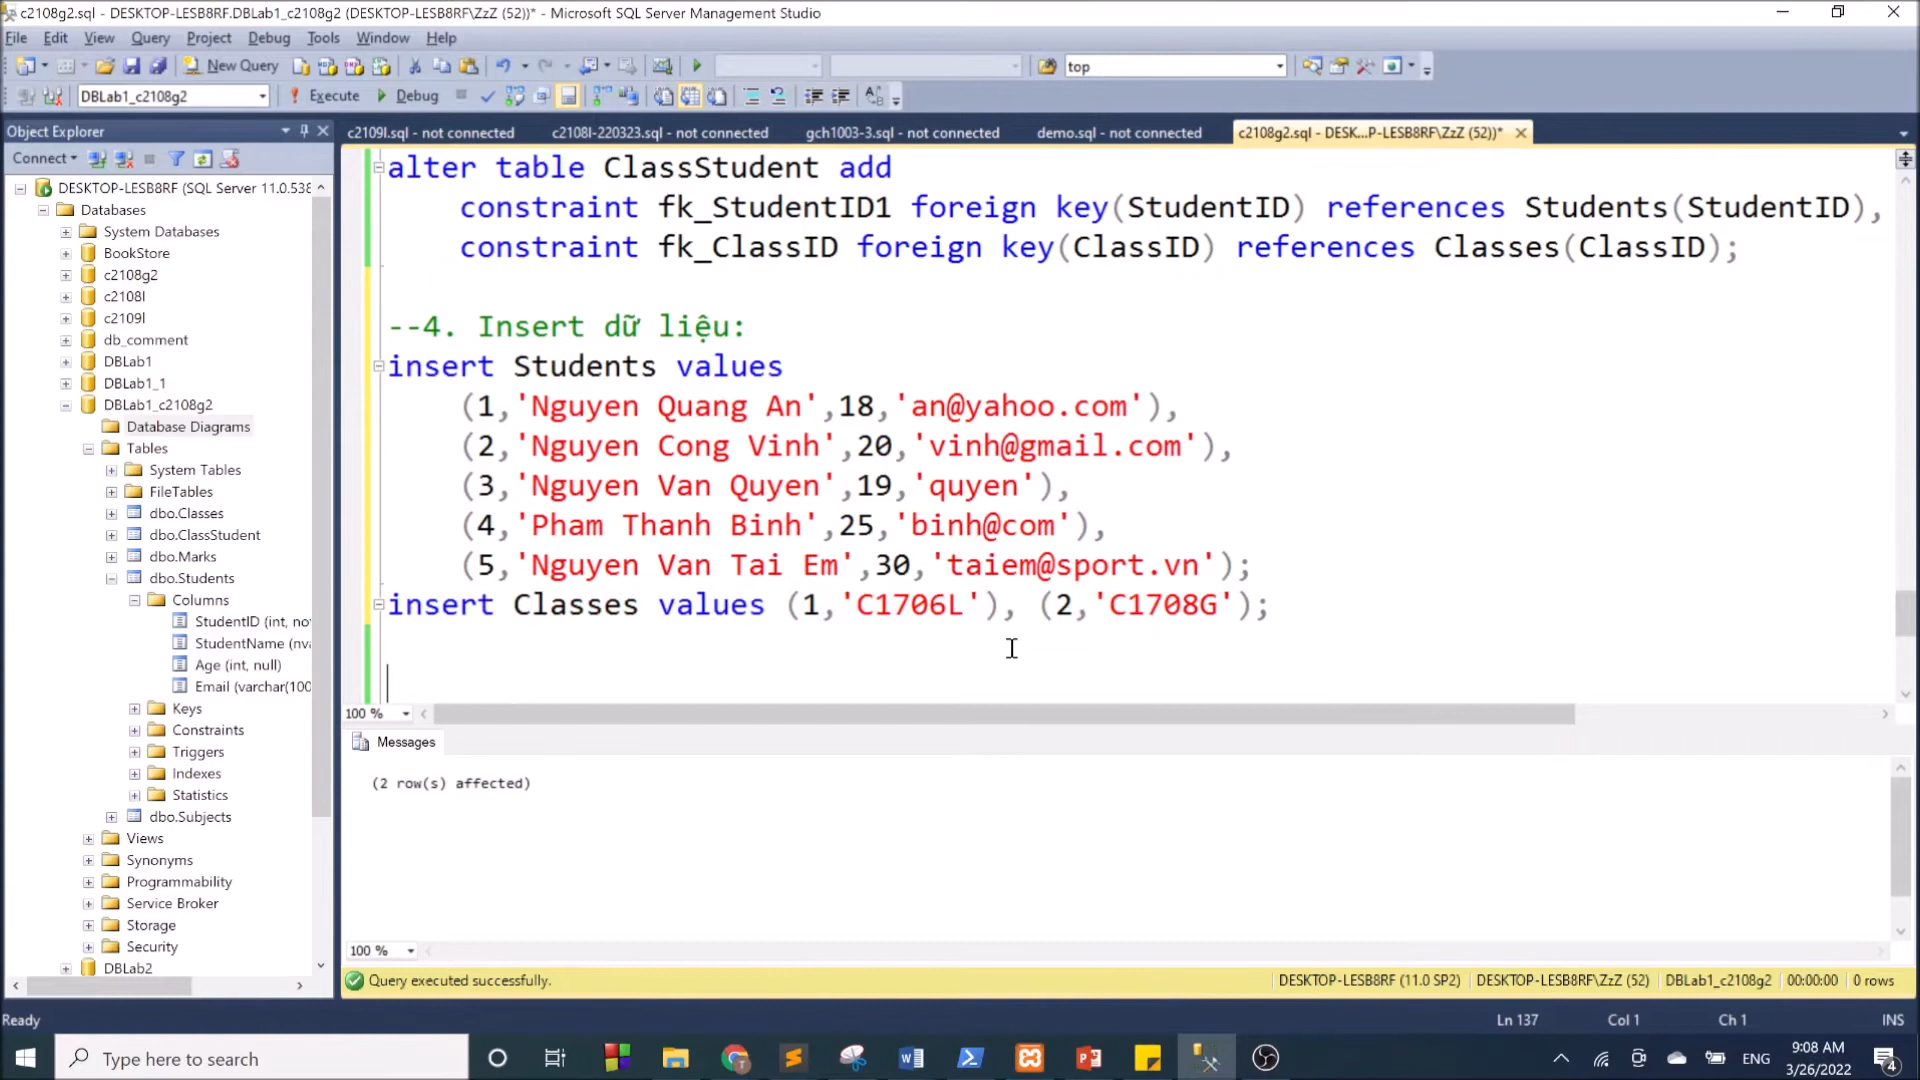 c2108g2.sql - DESKTOP-LESB8RF.DBLab1_c2108g2 (DESKTOP-LESB8RF\ZzZ (52))* - Microsoft SQL Server Management Studio
File Edit View Query Project Debug Tools Window Help
New Query top
DBLab1_c2108g2 Execute Debug
Object Explorer
Connect
DESKTOP-LESB8RF (SQL Server 11.0.538
Databases
System Databases
BookStore
c2108g2
c2108l
c2109l
db_comment
DBLab1
DBLab1_1
DBLab1_c2108g2
Database Diagrams
Tables
System Tables
FileTables
dbo.Classes
dbo.ClassStudent
dbo.Marks
dbo.Students
Columns
StudentID (int, no
StudentName (nva
Age (int, null)
Email (varchar(100
Keys
Constraints
Triggers
Indexes
Statistics
dbo.Subjects
Views
Synonyms
Programmability
Service Broker
Storage
Security
DBLab2
c2109l.sql - not connected c2108l-220323.sql - not connected gch1003-3.sql - not connected demo.sql - not connected c2108g2.sql - DESK...P-LESB8RF\ZzZ (52))*
alter table ClassStudent add
constraint fk_StudentID1 foreign key(StudentID) references Students(StudentID),
constraint fk_ClassID foreign key(ClassID) references Classes(ClassID);
--4. Insert dữ liệu:
insert Students values
(1,'Nguyen Quang An',18,'an@yahoo.com'),
(2,'Nguyen Cong Vinh',20,'vinh@gmail.com'),
(3,'Nguyen Van Quyen',19,'quyen'),
(4,'Pham Thanh Binh',25,'binh@com'),
(5,'Nguyen Van Tai Em',30,'taiem@sport.vn');
insert Classes values (1,'C1706L'), (2,'C1708G');
100 %
Messages
(2 row(s) affected)
100 %
Query executed successfully. DESKTOP-LESB8RF (11.0 SP2) DESKTOP-LESB8RF\ZzZ (52) DBLab1_c2108g2 00:00:00 0 rows
Ready Ln 137 Col 1 Ch 1 INS
Type here to search ENG 9:08 AM
3/26/2022 4